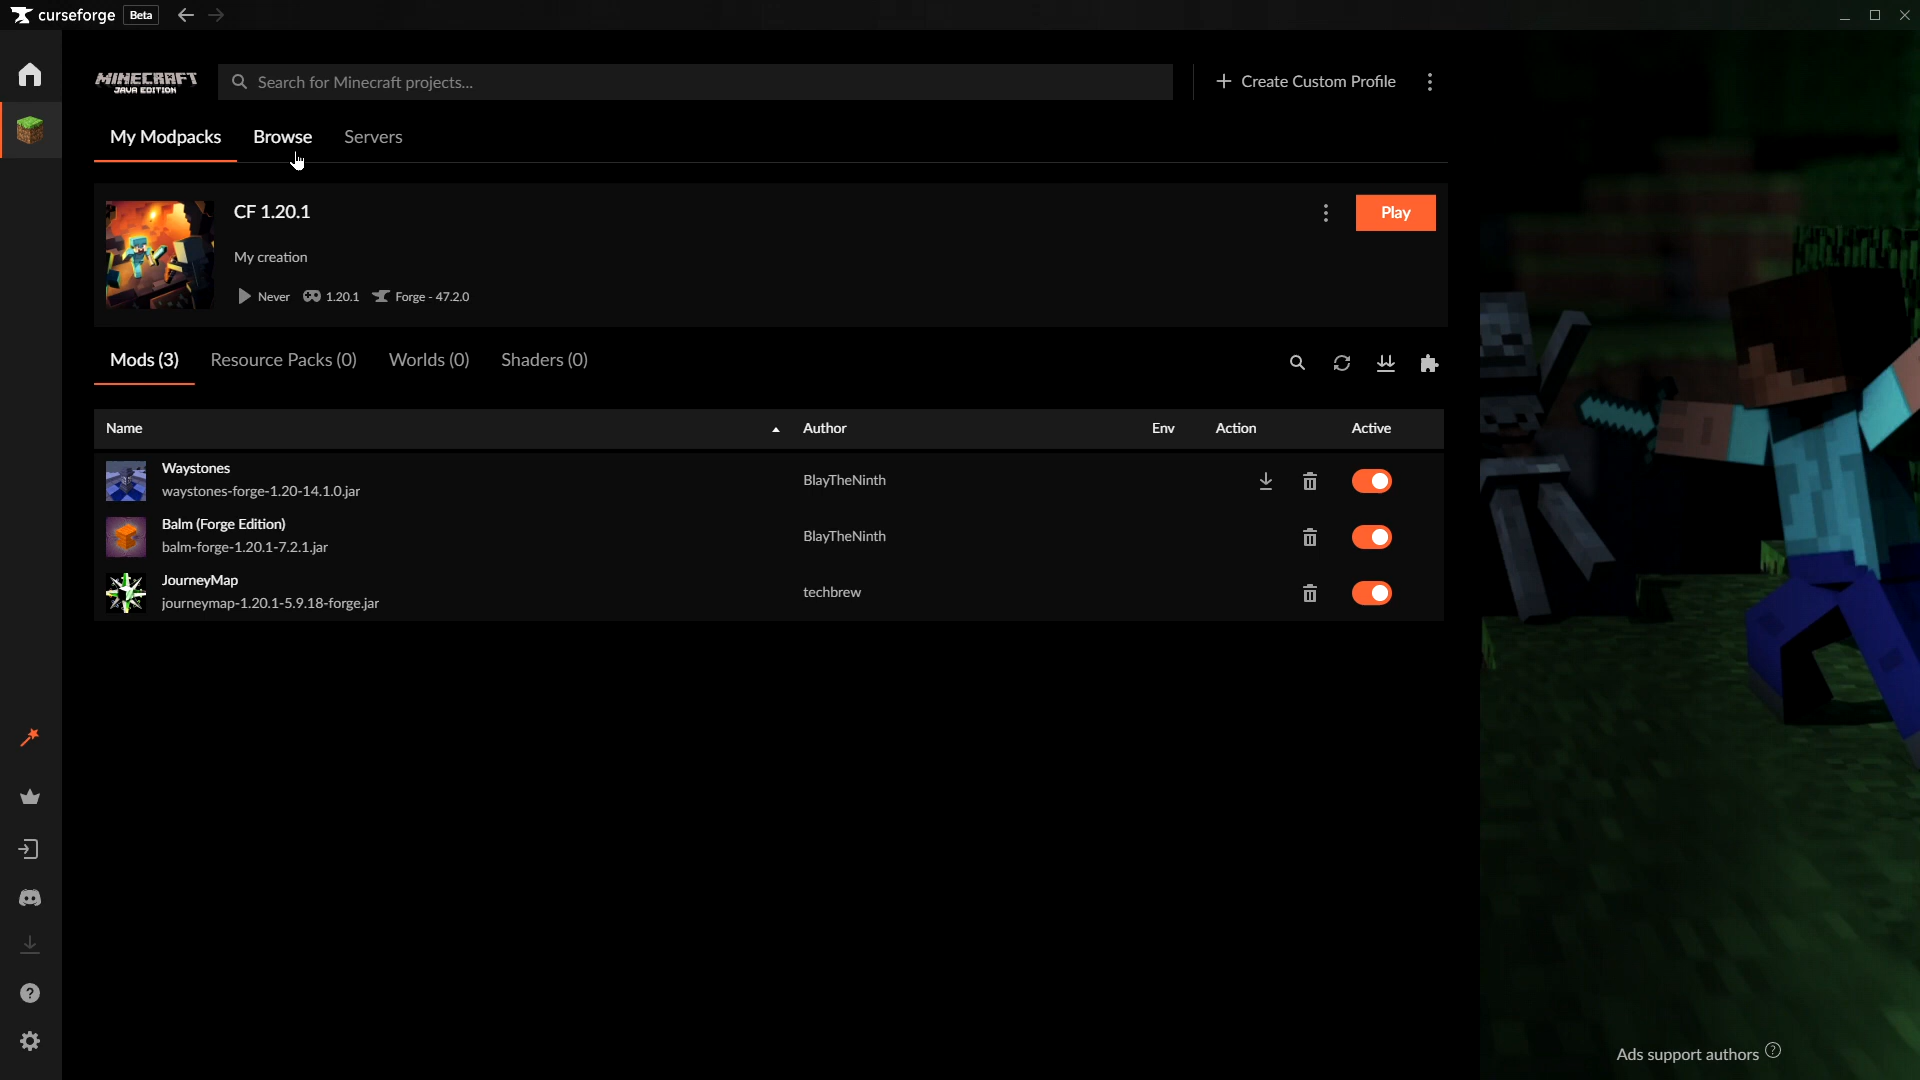 curseforge Beta
MINECRAFT
JAVA EDITION
Search for Minecraft projects...
Create Custom Profile
My Modpacks Browse Servers
CF 1.20.1
Play
My creation
Never 1.20.1 Forge - 47.2.0
Mods (3) Resource Packs (0) Worlds (0) Shaders (0)
Name Author Env Action Active
Waystones
waystones-forge-1.20-14.1.0.jar
BlayTheNinth
Balm (Forge Edition)
balm-forge-1.20.1-7.2.1.jar
BlayTheNinth
JourneyMap
journeymap-1.20.1-5.9.18-forge.jar
techbrew
Ads support authors